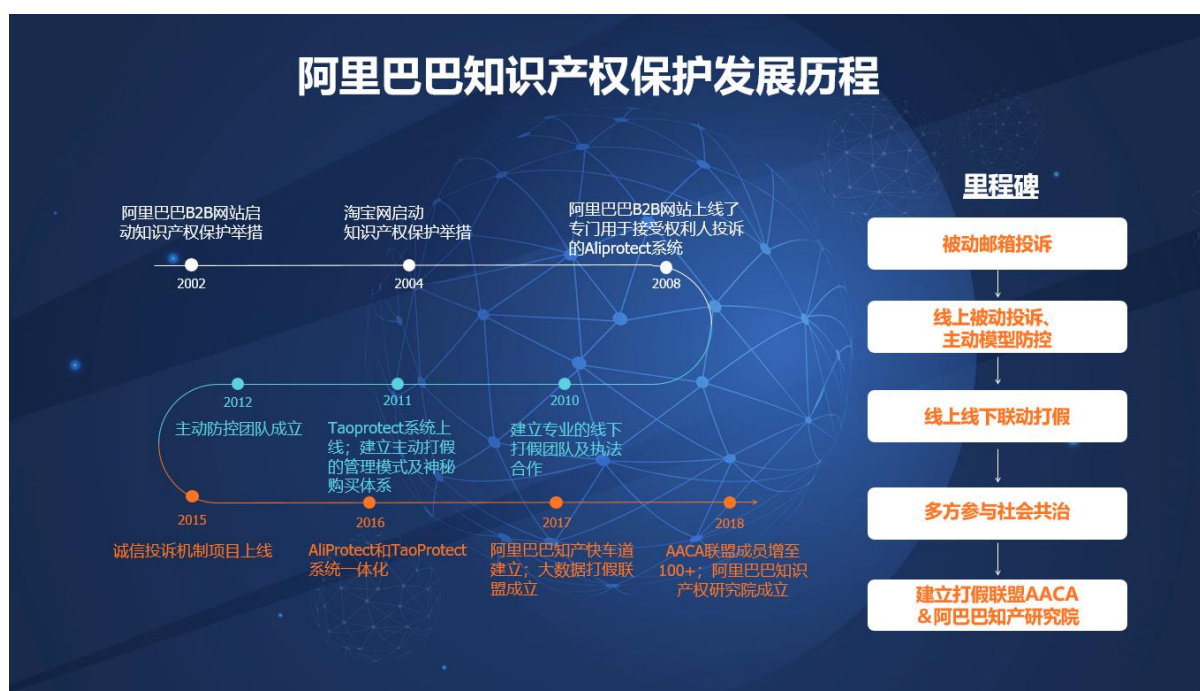 阿里巴巴知识产权保护发展历程
阿里巴巴B2B网站启
动知识产权保护举措
2002
淘宝网启动
知识产权保护举措
2004
阿里巴巴B2B网站上线了
专门用于接受权利人投诉
的Aliprotect系统
2008
2010
建立专业的线下
打假团队及执法
合作
2011
Taoprotect系统上
线；建立主动打假
的管理模式及神秘
购买体系
2012
主动防控团队成立
2015
诚信投诉机制项目上线
2016
AliProtect和TaoProtect
系统一体化
2017
阿里巴巴知产快车道
建立；大数据打假联
盟成立
2018
AACA联盟成员增至
100+；阿里巴巴知识
产权研究院成立
里程碑
被动邮箱投诉
线上被动投诉、
主动模型防控
线上线下联动打假
多方参与社会共治
建立打假联盟AACA
＆阿巴巴知产研究院